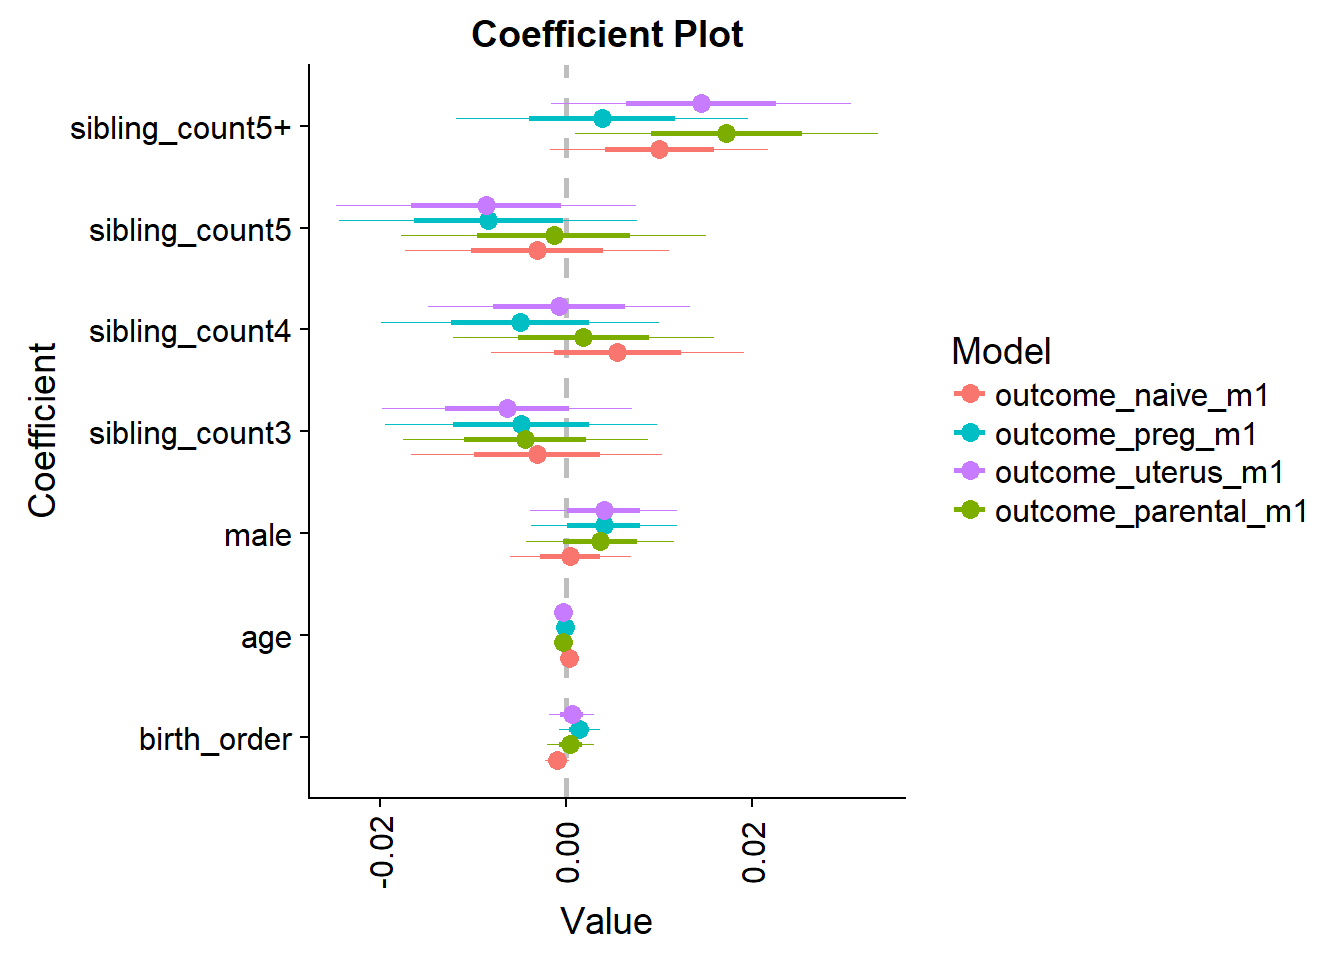 Coefficient Plot
sibling_count5+
sibling_count5
sibling_count4
sibling_count3
male
age
birth_order
Coefficient
-0.02
0.00
0.02
Value
Model
outcome_naive_m1
outcome_preg_m1
outcome_uterus_m1
outcome_parental_m1